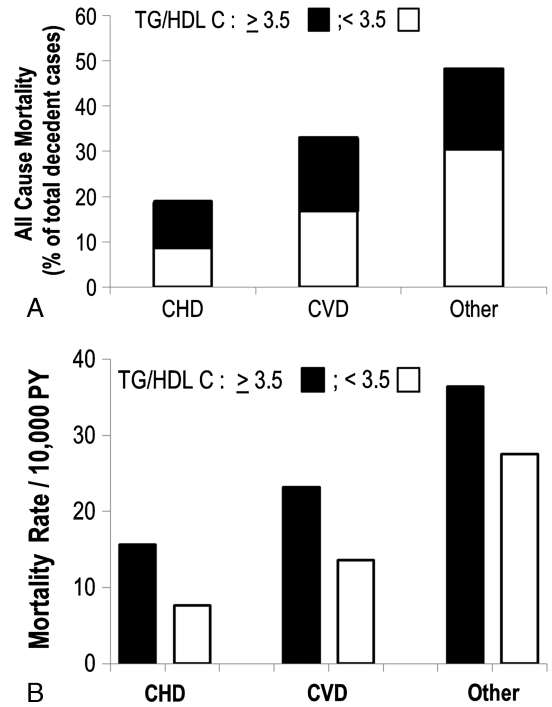 TG/HDL C : ≥ 3.5 ;< 3.5
All Cause Mortality
(% of total decedent cases)
60
50
40
30
20
10
0
CHD CVD Other
A
TG/HDL C : ≥ 3.5 ; < 3.5
Mortality Rate / 10,000 PY
40
30
20
10
0
CHD CVD Other
B